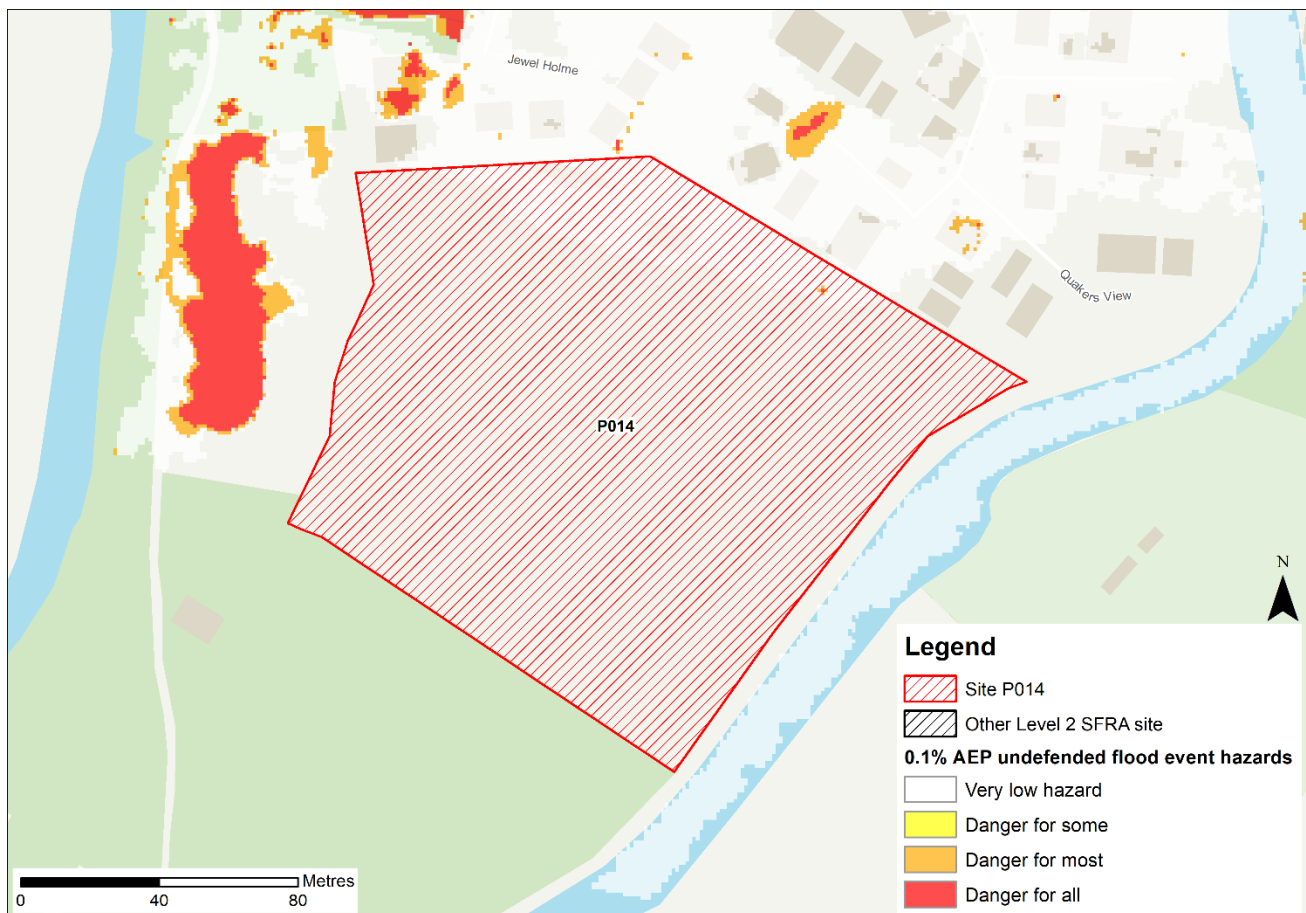 Jewel Holme
Quakers View
P014
N
Legend
Site P014
Other Level 2 SFRA site
0.1% AEP undefended flood event hazards
Very low hazard
Danger for some
Danger for most
Danger for all
Metres
0 40 80